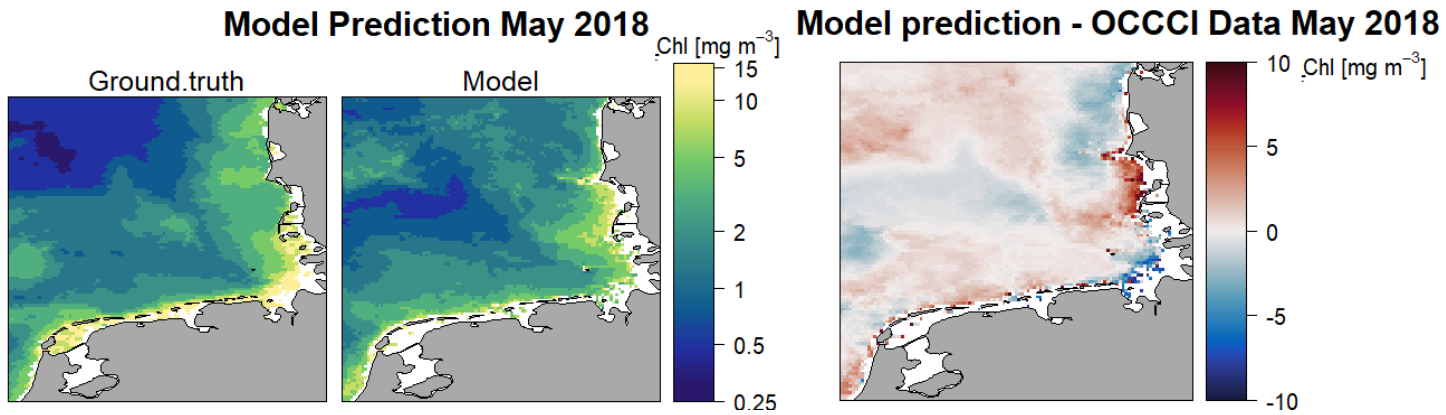 Model Prediction May 2018
Chl [mg m⁻³]
Ground.truth
Model
15
10
5
2
1
0.5
0.25
Model prediction - OCCCI Data May 2018
Chl [mg m⁻³]
10
5
0
-5
-10